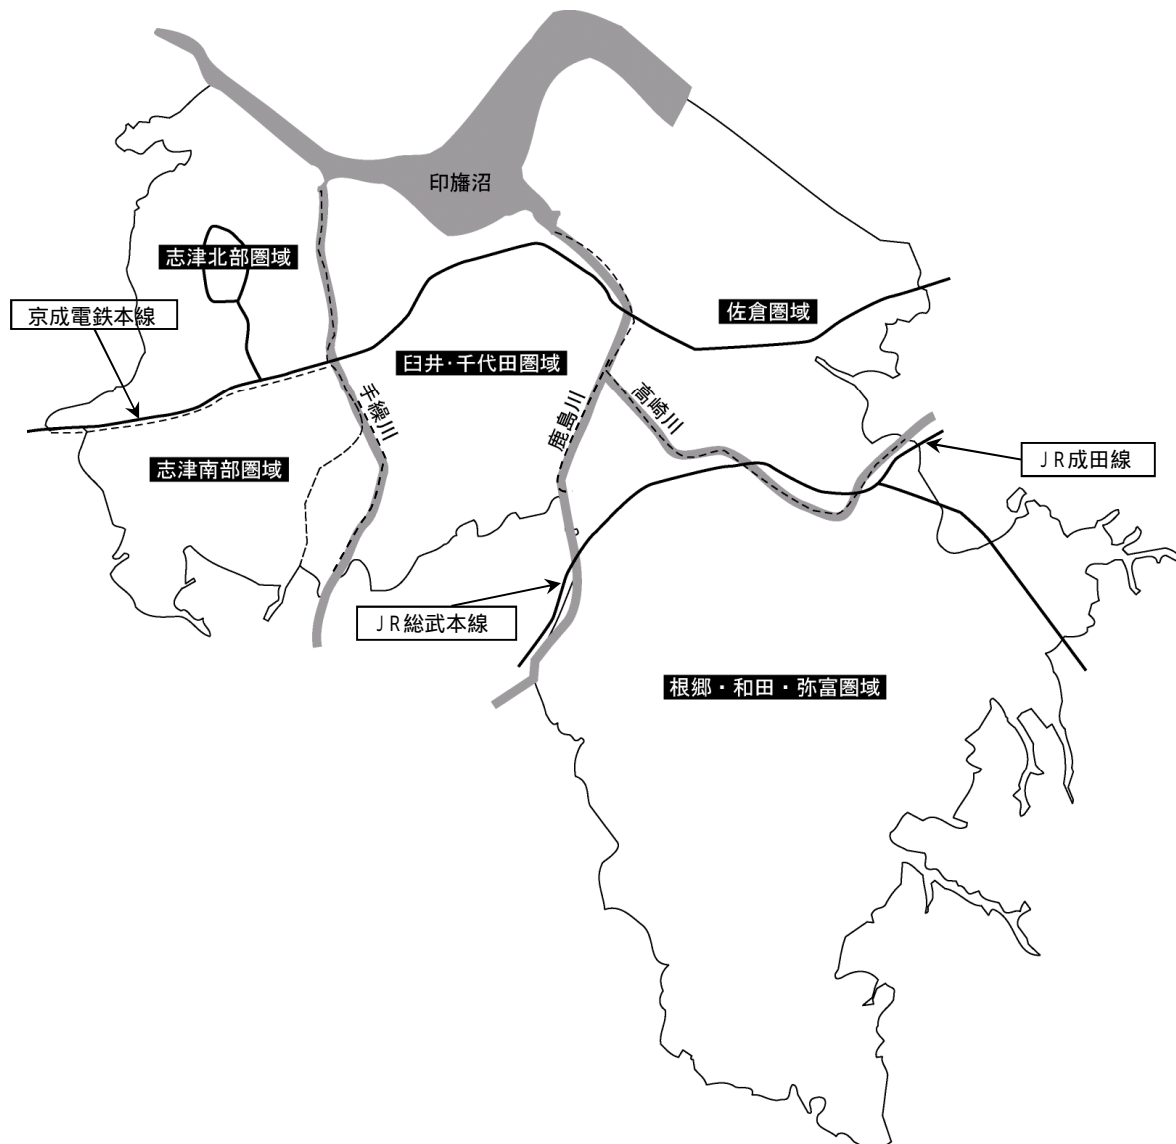 印旛沼
志津北部圏域
京成電鉄本線
佐倉圏域
臼井･千代田圏域
手繰川
鹿島川
高崎川
志津南部圏域
JR成田線
JR総武本線
根郷・和田・弥富圏域